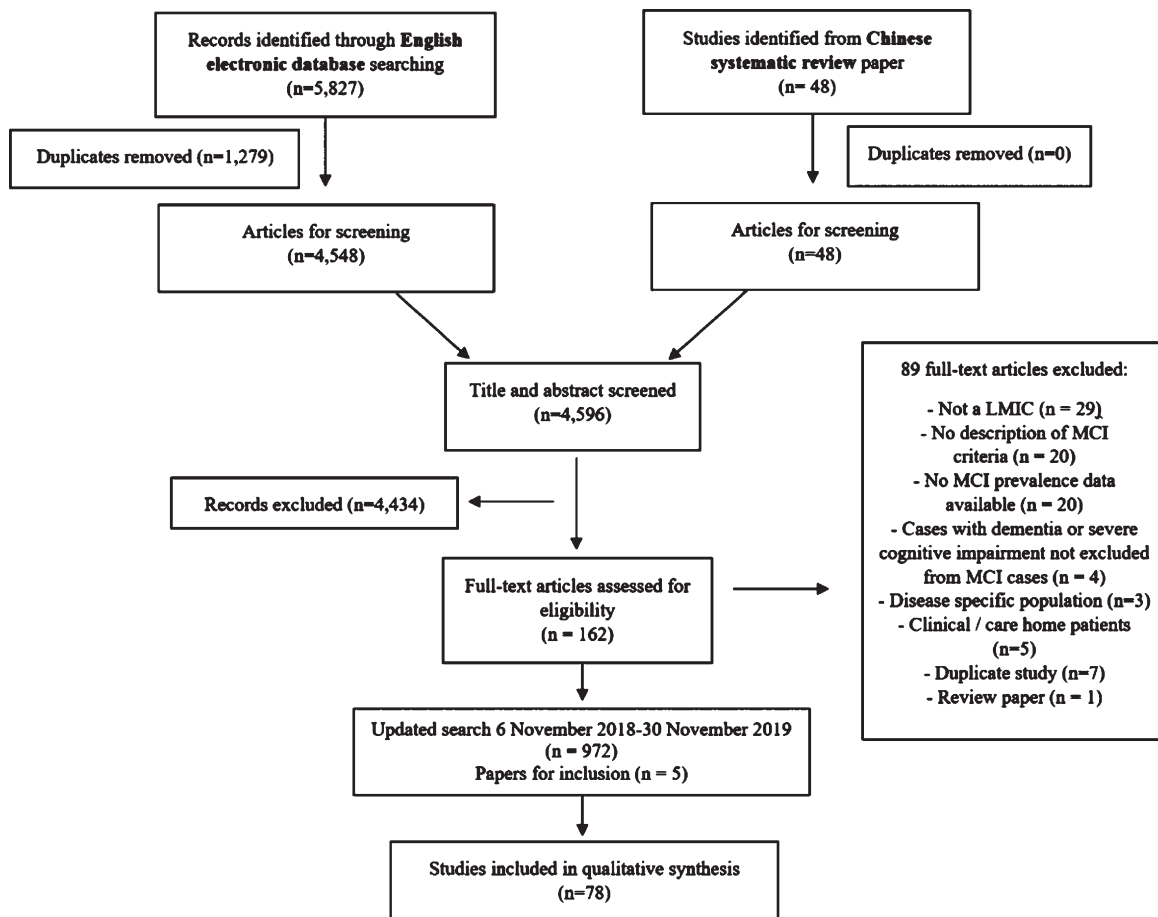 Records identified through English
electronic database searching
(n=5,827)
Studies identified from Chinese
systematic review paper
(n= 48)
Duplicates removed (n=1,279)
Duplicates removed (n=0)
Articles for screening
(n=4,548)
Articles for screening
(n=48)
Title and abstract screened
(n=4,596)
Records excluded (n=4,434)
Full-text articles assessed for
eligibility
(n = 162)
89 full-text articles excluded:
- Not a LMIC (n = 29)
- No description of MCI
criteria (n = 20)
- No MCI prevalence data
available (n = 20)
- Cases with dementia or severe
cognitive impairment not excluded
from MCI cases (n = 4)
- Disease specific population (n=3)
- Clinical / care home patients
(n=5)
- Duplicate study (n=7)
- Review paper (n = 1)
Updated search 6 November 2018-30 November 2019
(n = 972)
Papers for inclusion (n = 5)
Studies included in qualitative synthesis
(n=78)